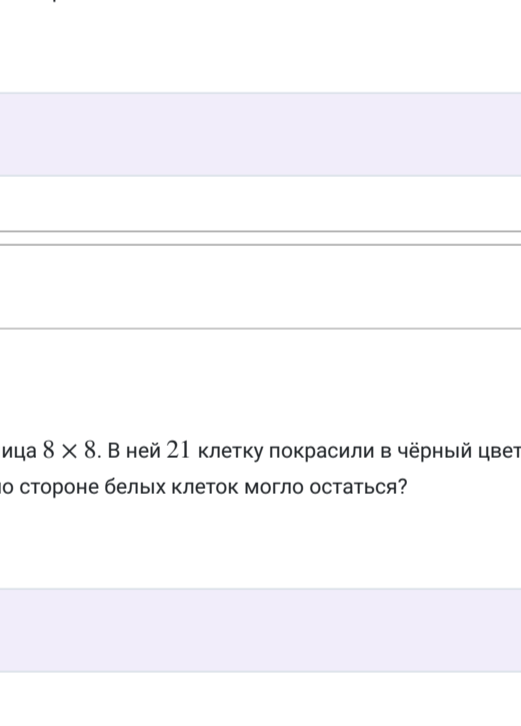 ица 8 × 8. В ней 21 клетку покрасили в чёрный цвет
о стороне белых клеток могло остаться?